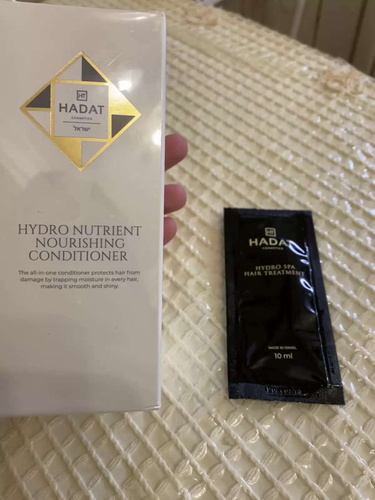 HT
HADAT
COSMETICS
ישראל
HYDRO NUTRIENT
NOURISHING
CONDITIONER
The all-in-one conditioner protects hair from
damage by trapping moisture in every hair,
making it smooth and shiny.
HT
HADAT
COSMETICS
HYDRO SPA
HAIR TREATMENT
MADE IN ISRAEL
10 ml